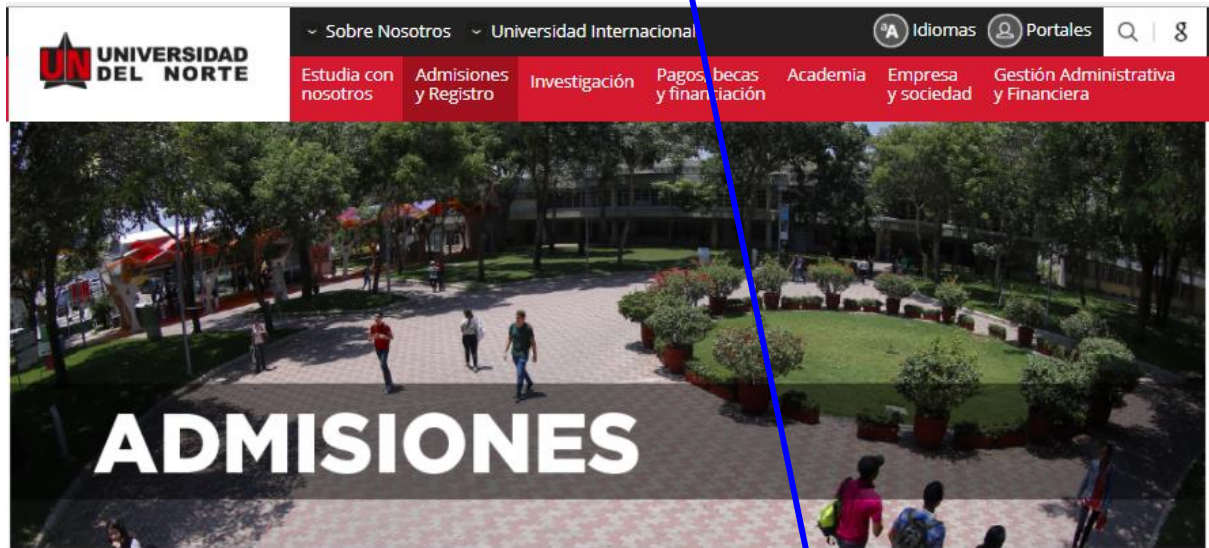 Sobre Nosotros Universidad Internacional Idiomas Portales
UNIVERSIDAD
DEL NORTE
UN
Estudia con
nosotros
Admisiones
y Registro
Investigación
Pagos, becas
y financiación
Academia
Empresa
y sociedad
Gestión Administrativa
y Financiera
ADMISIONES